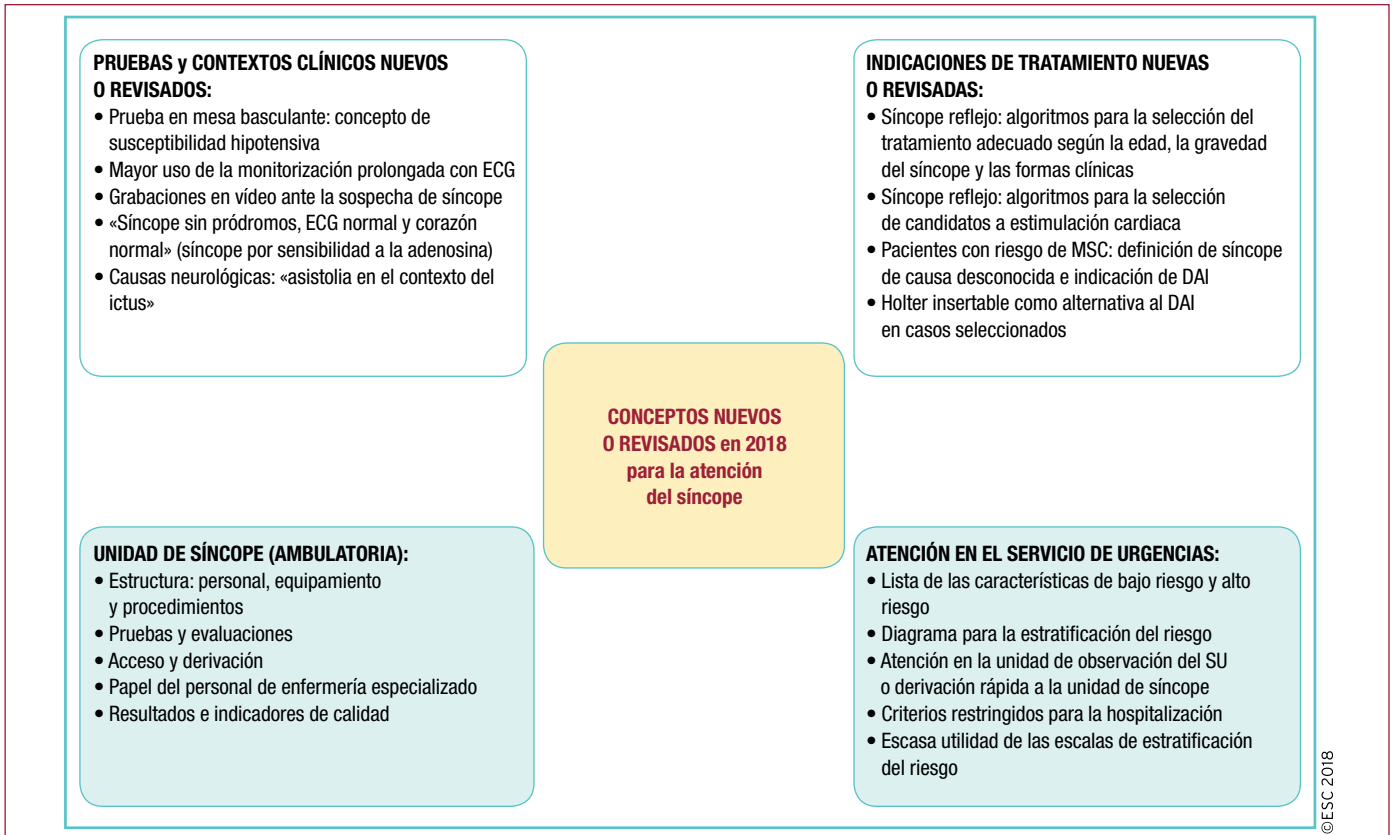 PRUEBAS y CONTEXTOS CLÍNICOS NUEVOS
O REVISADOS:
• Prueba en mesa basculante: concepto de
susceptibilidad hipotensiva
• Mayor uso de la monitorización prolongada con ECG
• Grabaciones en vídeo ante la sospecha de síncope
• «Síncope sin pródromos, ECG normal y corazón
normal» (síncope por sensibilidad a la adenosina)
• Causas neurológicas: «asistolia en el contexto del
ictus»
INDICACIONES DE TRATAMIENTO NUEVAS
O REVISADAS:
• Síncope reflejo: algoritmos para la selección del
tratamiento adecuado según la edad, la gravedad
del síncope y las formas clínicas
• Síncope reflejo: algoritmos para la selección
de candidatos a estimulación cardiaca
• Pacientes con riesgo de MSC: definición de síncope
de causa desconocida e indicación de DAI
• Holter insertable como alternativa al DAI
en casos seleccionados
CONCEPTOS NUEVOS
O REVISADOS en 2018
para la atención
del síncope
UNIDAD DE SÍNCOPE (AMBULATORIA):
• Estructura: personal, equipamiento
y procedimientos
• Pruebas y evaluaciones
• Acceso y derivación
• Papel del personal de enfermería especializado
• Resultados e indicadores de calidad
ATENCIÓN EN EL SERVICIO DE URGENCIAS:
• Lista de las características de bajo riesgo y alto
riesgo
• Diagrama para la estratificación del riesgo
• Atención en la unidad de observación del SU
o derivación rápida a la unidad de síncope
• Criterios restringidos para la hospitalización
• Escasa utilidad de las escalas de estratificación
del riesgo
©ESC 2018